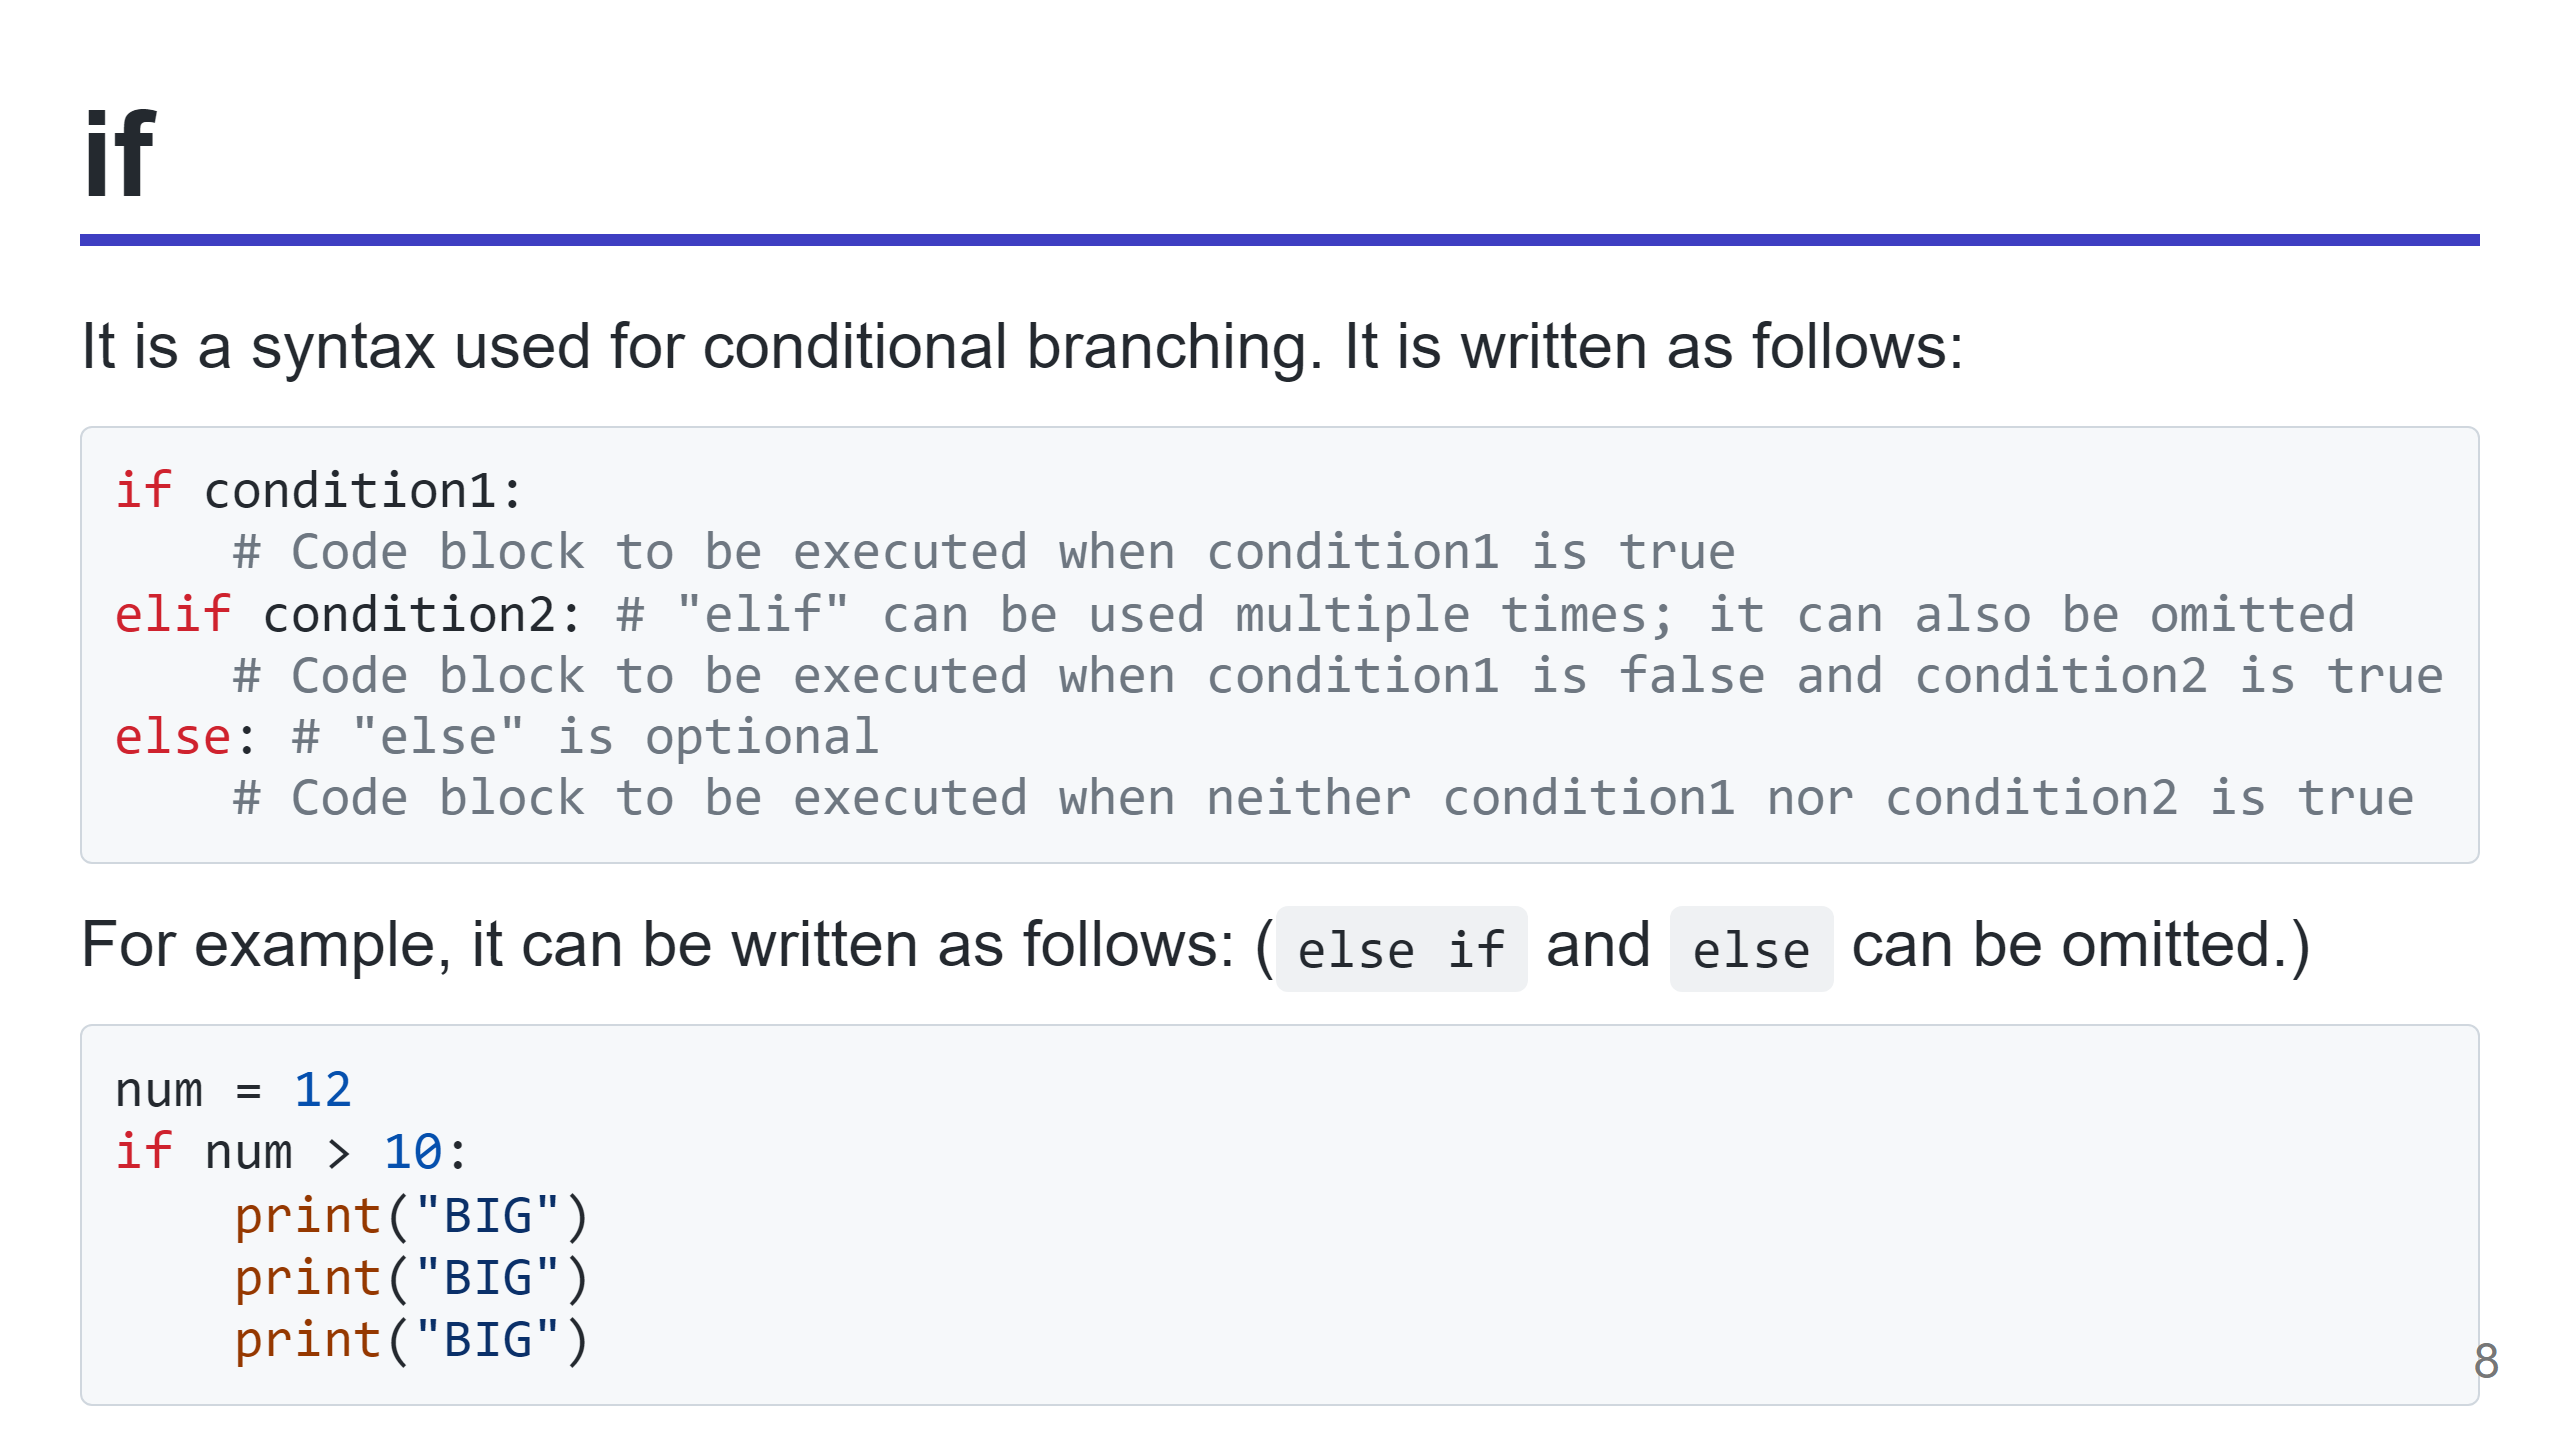 if
It is a syntax used for conditional branching. It is written as follows:
if condition1:
    # Code block to be executed when condition1 is true
elif condition2: # "elif" can be used multiple times; it can also be omitted
    # Code block to be executed when condition1 is false and condition2 is true
else: # "else" is optional
    # Code block to be executed when neither condition1 nor condition2 is true
For example, it can be written as follows: ( else if and else can be omitted.)
num = 12
if num > 10:
    print("BIG")
    print("BIG")
    print("BIG")
8